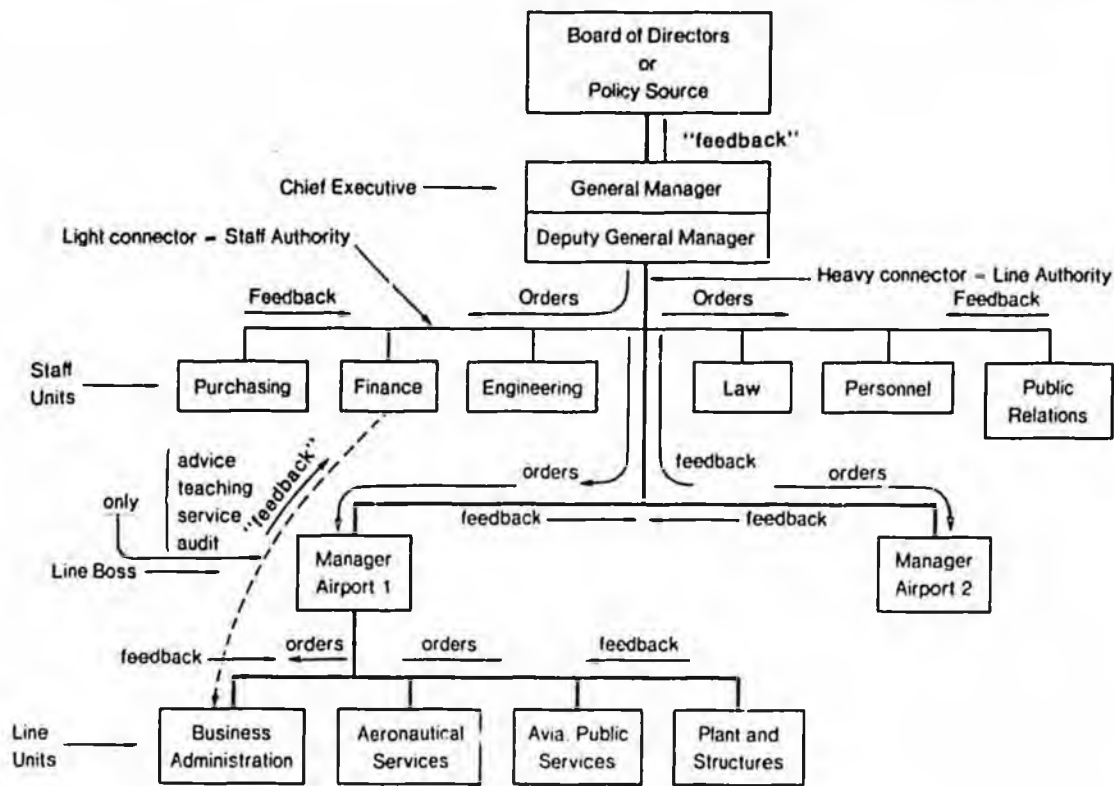 Board of Directors
or
Policy Source
"feedback"
Chief Executive
General Manager
Deputy General Manager
Light connector – Staff Authority
Heavy connector – Line Authority
Feedback
Orders
Orders
Feedback
Staff
Units
Purchasing
Finance
Engineering
Law
Personnel
Public
Relations
only
advice
teaching
service
audit
"feedback"
Line Boss
orders
feedback
orders
feedback
feedback
Manager
Airport 1
Manager
Airport 2
feedback
orders
orders
feedback
Line
Units
Business
Administration
Aeronautical
Services
Avia. Public
Services
Plant and
Structures